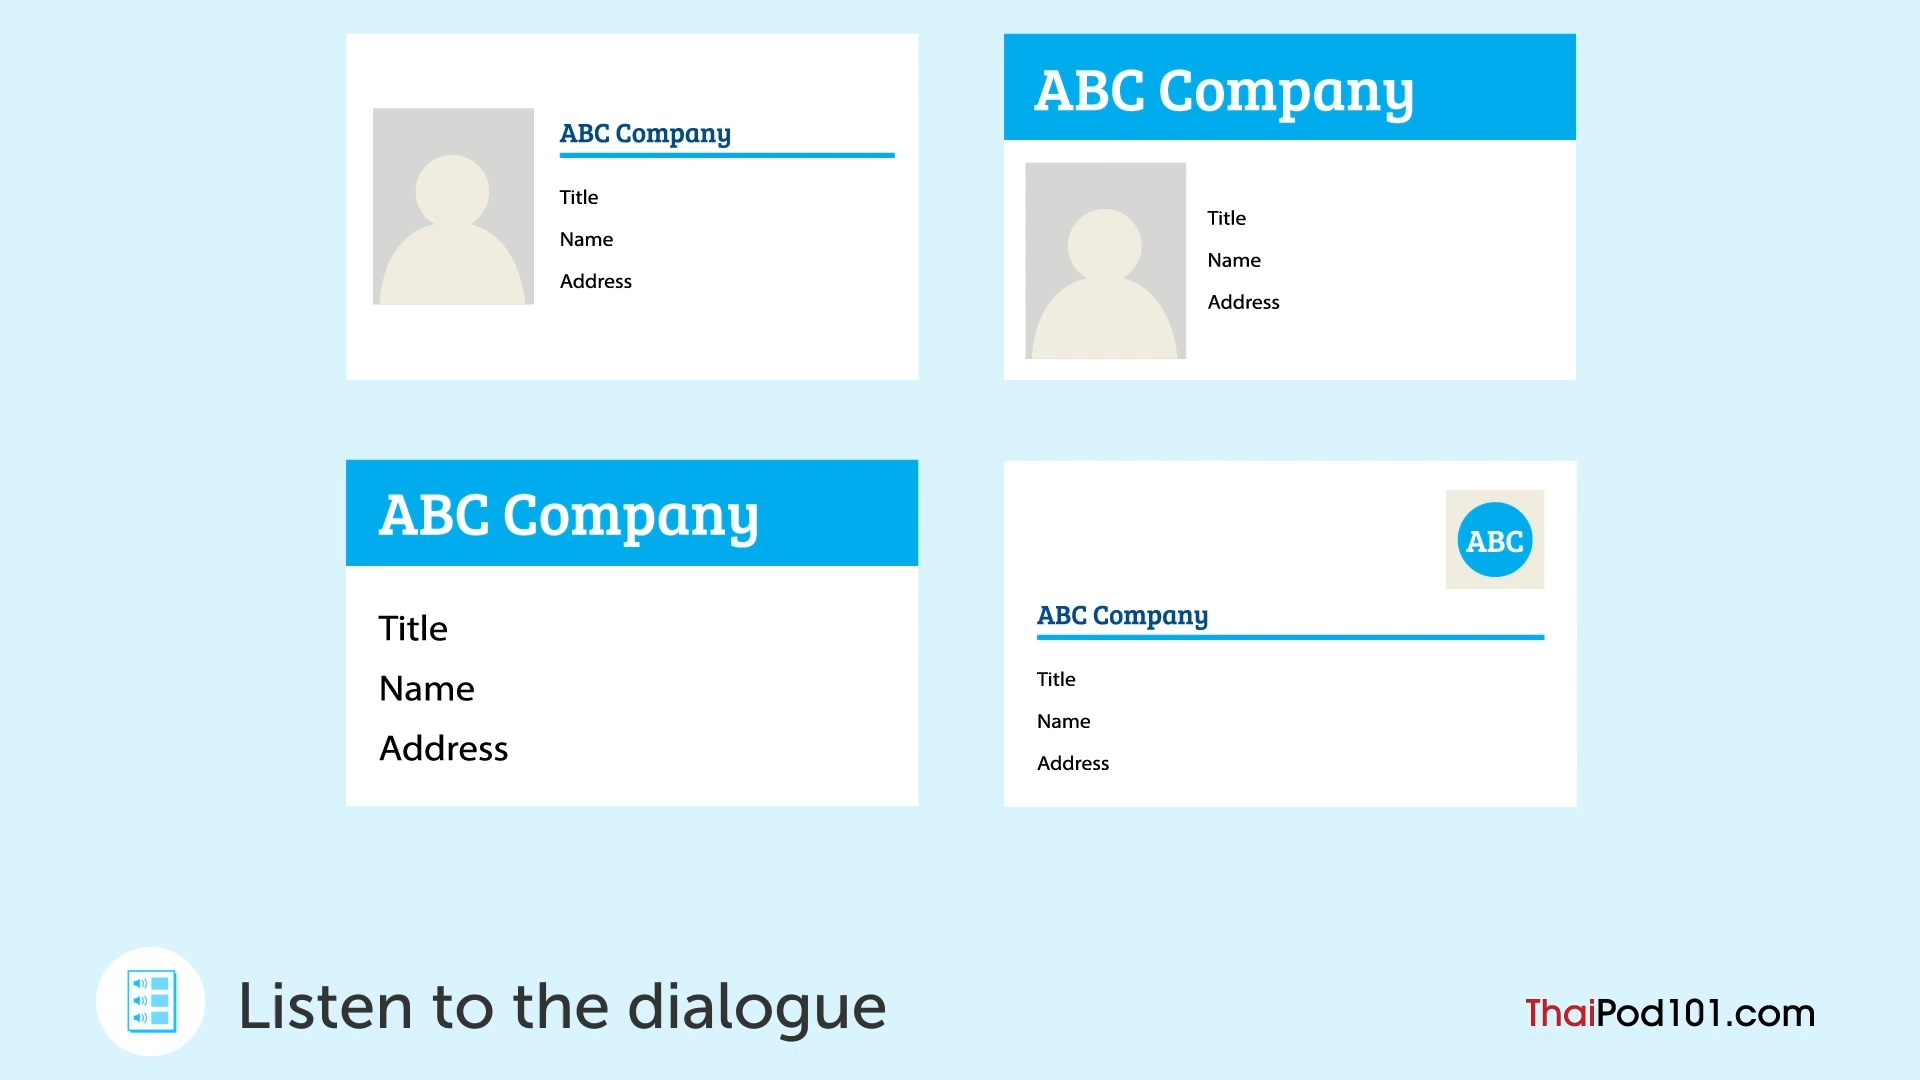 ABC Company
Title
Name
Address
ABC Company
Title
Name
Address
ABC Company
Title
Name
Address
ABC
ABC Company
Title
Name
Address
Listen to the dialogue
ThaiPod101.com